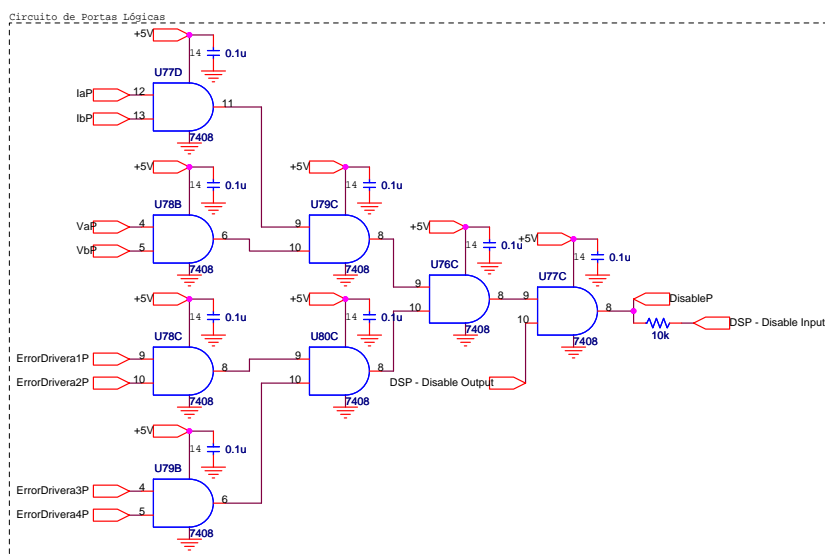 Circuito de Portas Lógicas
+5V
14
0.1u
U77D
IaP
12
11
IbP
13
7408
+5V
14
0.1u
U78B
VaP
4
6
VbP
5
7408
+5V
14
0.1u
U79C
9
8
10
7408
+5V
14
0.1u
U76C
9
8
10
7408
+5V
14
0.1u
U77C
9
8
10
7408
DisableP
DSP - Disable Input
10k
DSP - Disable Output
+5V
14
0.1u
U78C
ErrorDrivera1P
9
8
ErrorDrivera2P
10
7408
+5V
14
0.1u
U80C
9
8
10
7408
+5V
14
0.1u
U79B
ErrorDrivera3P
4
6
ErrorDrivera4P
5
7408